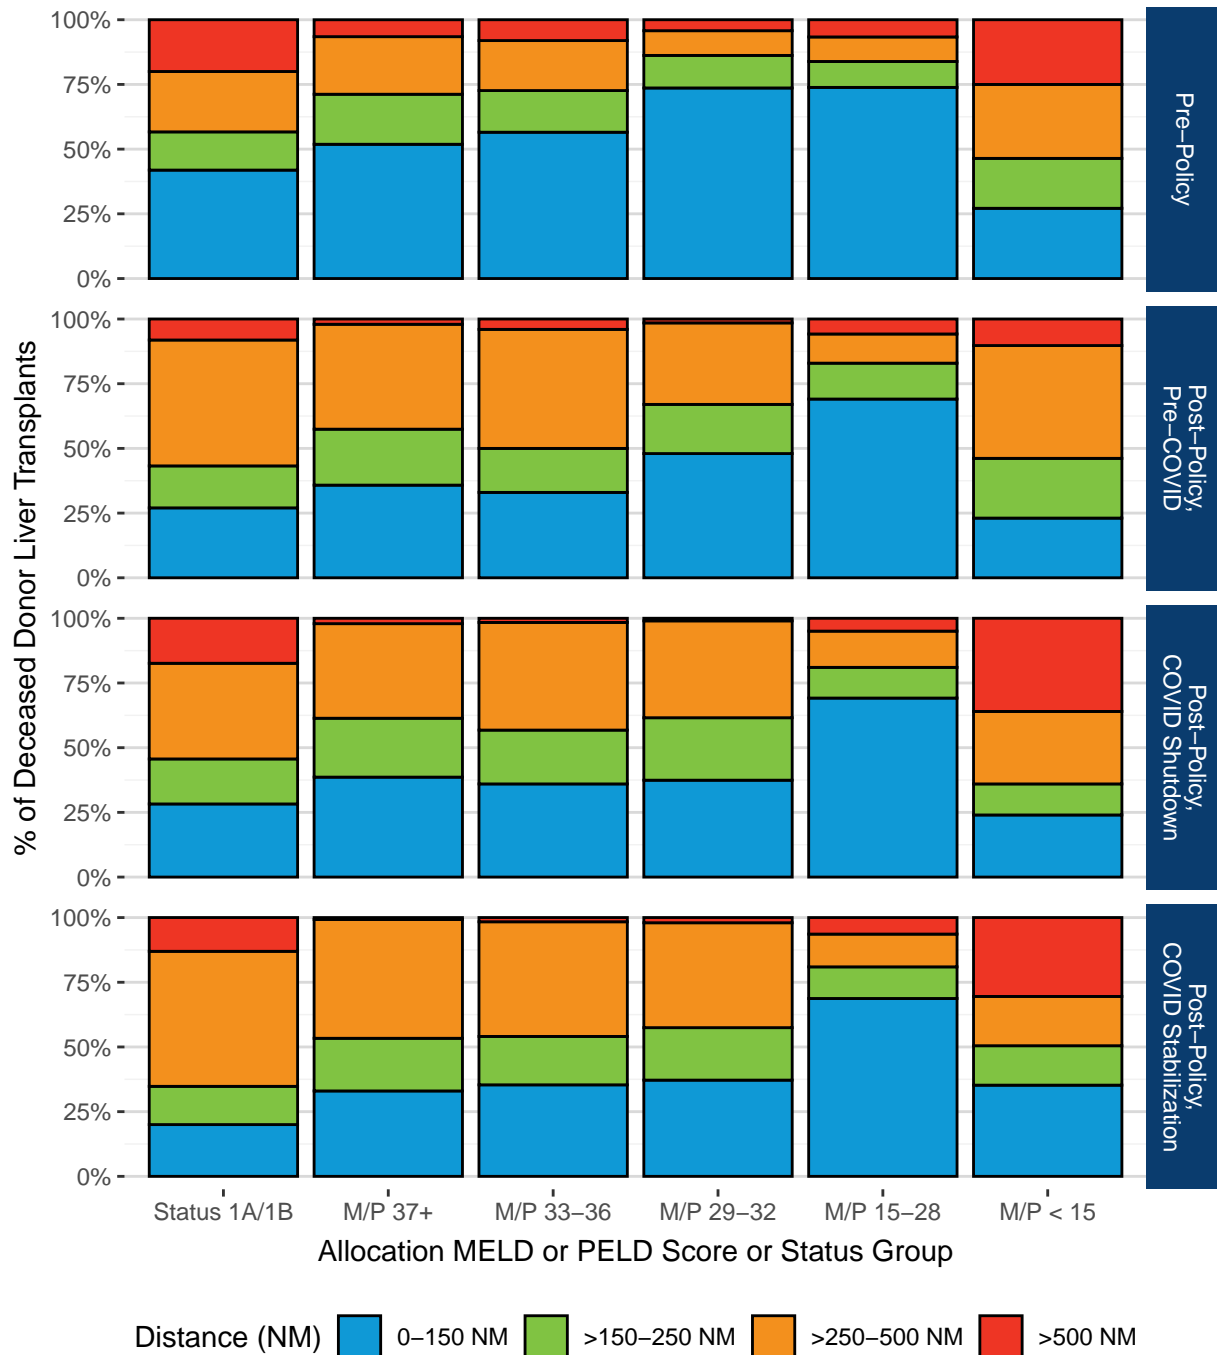 % of Deceased Donor Liver Transplants
100%
75%
50%
25%
0%
Pre−Policy
100%
75%
50%
25%
0%
Post−Policy,
Pre−COVID
100%
75%
50%
25%
0%
Post−Policy,
COVID Shutdown
100%
75%
50%
25%
0%
Post−Policy,
COVID Stabilization
Status 1A/1B M/P 37+ M/P 33−36 M/P 29−32 M/P 15−28 M/P < 15
Allocation MELD or PELD Score or Status Group
Distance (NM) 0−150 NM >150−250 NM >250−500 NM >500 NM